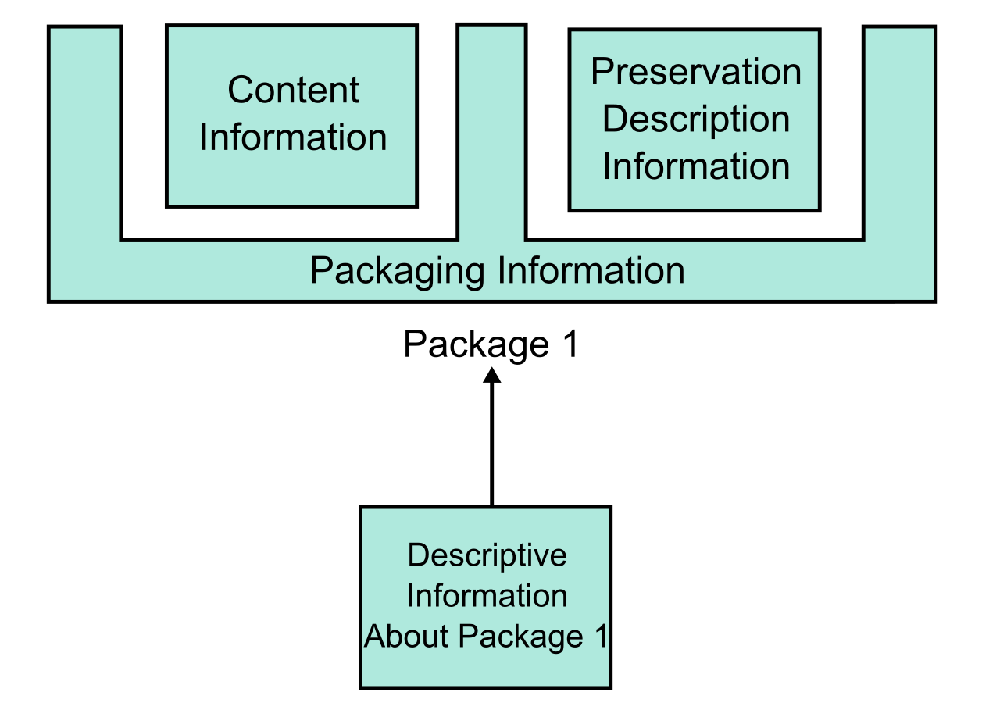 Content
Information
Preservation
Description
Information
Packaging Information
Package 1
Descriptive
Information
About Package 1